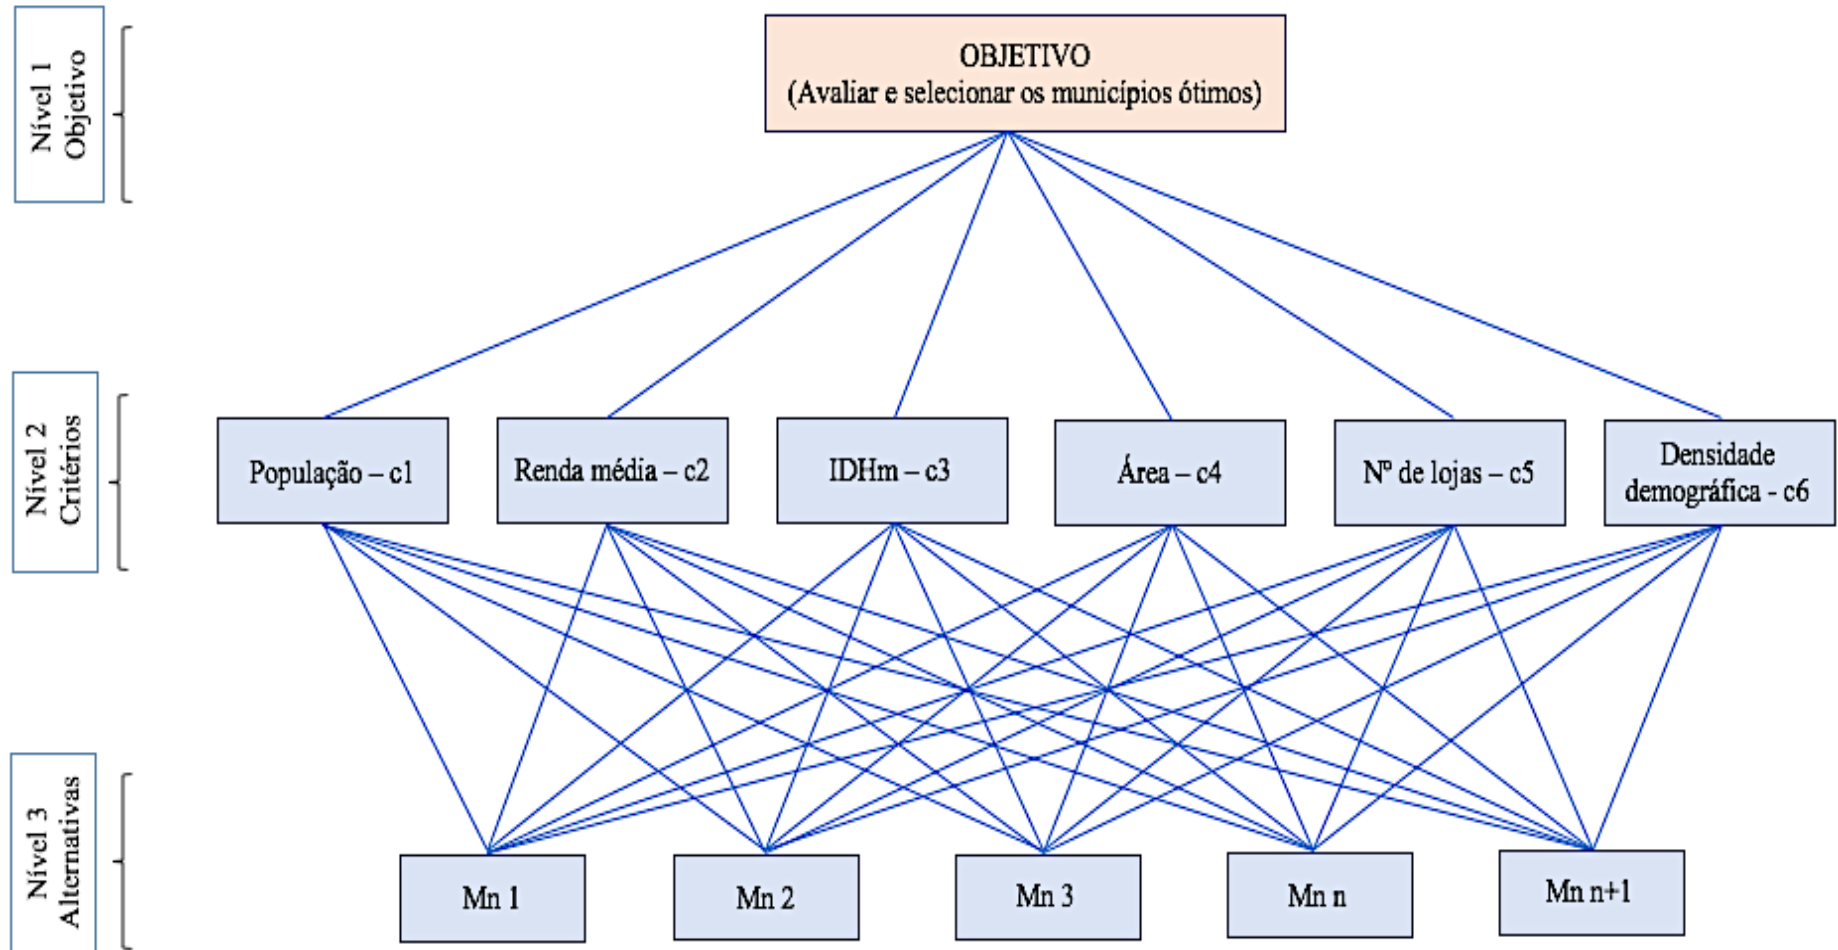 Nível 1
Objetivo
OBJETIVO
(Avaliar e selecionar os municípios ótimos)
Nível 2
Critérios
População – c1
Renda média – c2
IDHm – c3
Área – c4
Nº de lojas – c5
Densidade
demográfica - c6
Nível 3
Alternativas
Mn 1
Mn 2
Mn 3
Mn n
Mn n+1